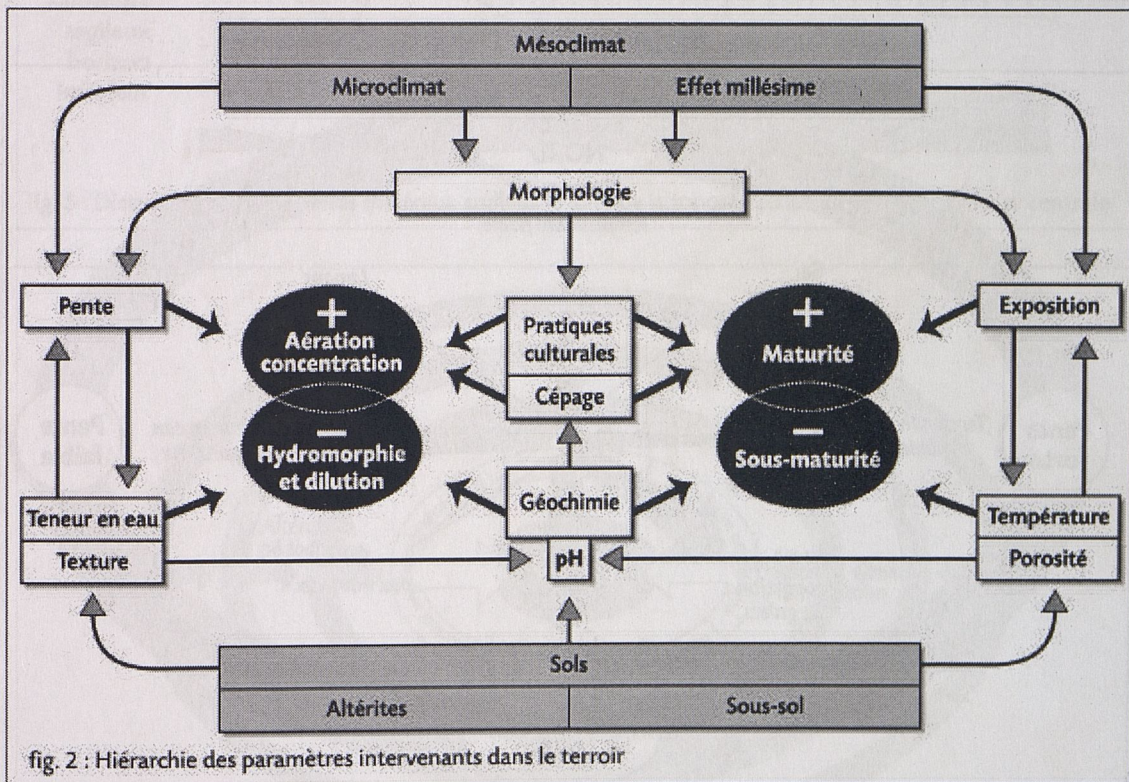 Mésoclimat
Microclimat
Effet millésime
Morphologie
Pente
Exposition
+
Aération
concentration
Pratiques
culturales
Cépage
+
Maturité
−
Hydromorphie
et dilution
−
Sous-maturité
Géochimie
pH
Teneur en eau
Texture
Température
Porosité
Sols
Altérites
Sous-sol
fig. 2 : Hiérarchie des paramètres intervenants dans le terroir